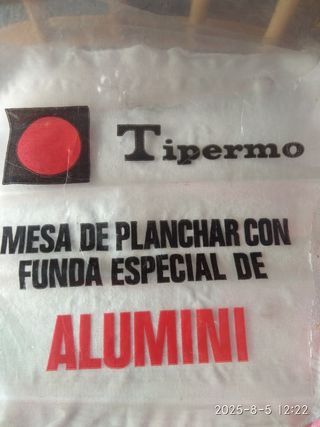 Tipermo
MESA DE PLANCHAR CON
FUNDA ESPECIAL DE
ALUMINI
2025-8-5 12:22